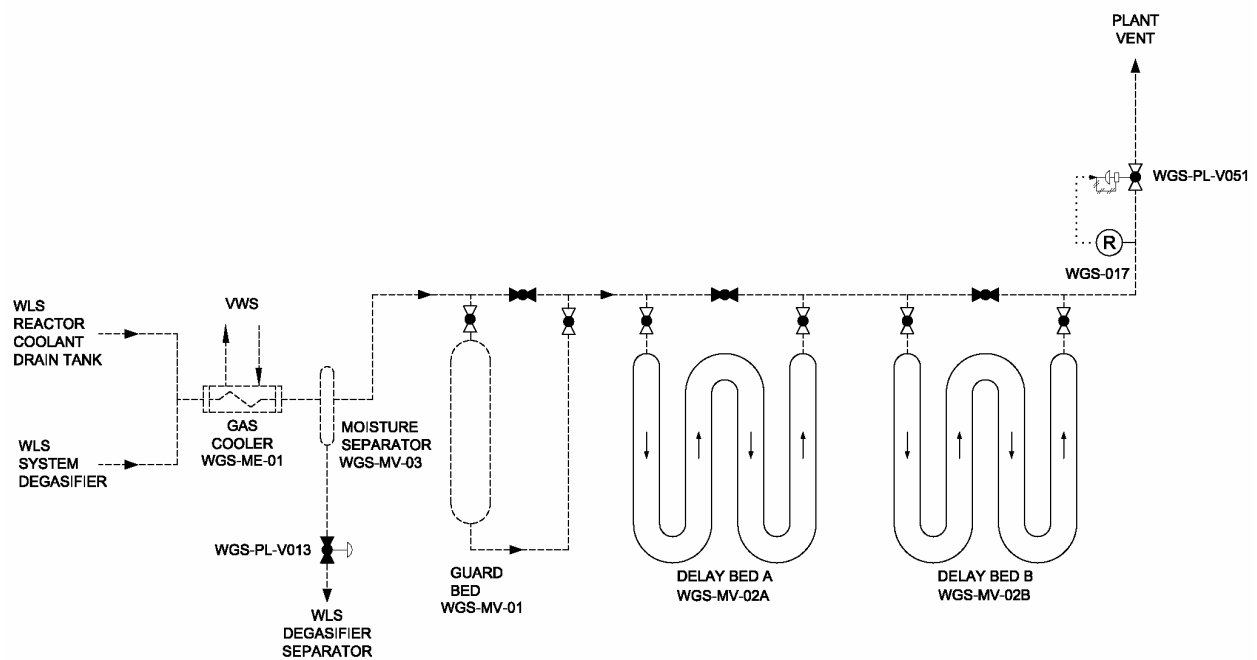 PLANT
VENT
WGS-PL-V051
R
WGS-017
WLS
REACTOR
COOLANT
DRAIN TANK
VWS
GAS
COOLER
WGS-ME-01
MOISTURE
SEPARATOR
WGS-MV-03
WLS
SYSTEM
DEGASIFIER
WGS-PL-V013
WLS
DEGASIFIER
SEPARATOR
GUARD
BED
WGS-MV-01
DELAY BED A
WGS-MV-02A
DELAY BED B
WGS-MV-02B